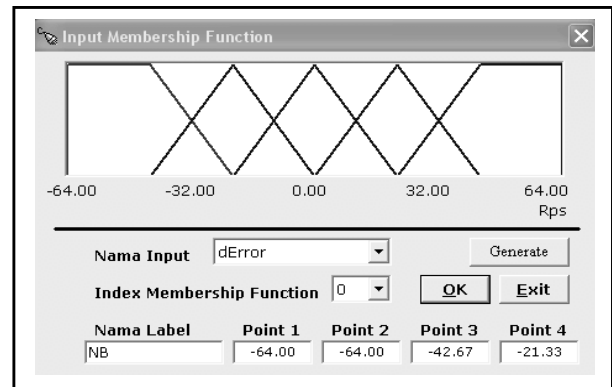 Input Membership Function
-64.00 -32.00 0.00 32.00 64.00
Rps
Nama Input dError Generate
Index Membership Function 0 OK Exit
Nama Label Point 1 Point 2 Point 3 Point 4
NB -64.00 -64.00 -42.67 -21.33